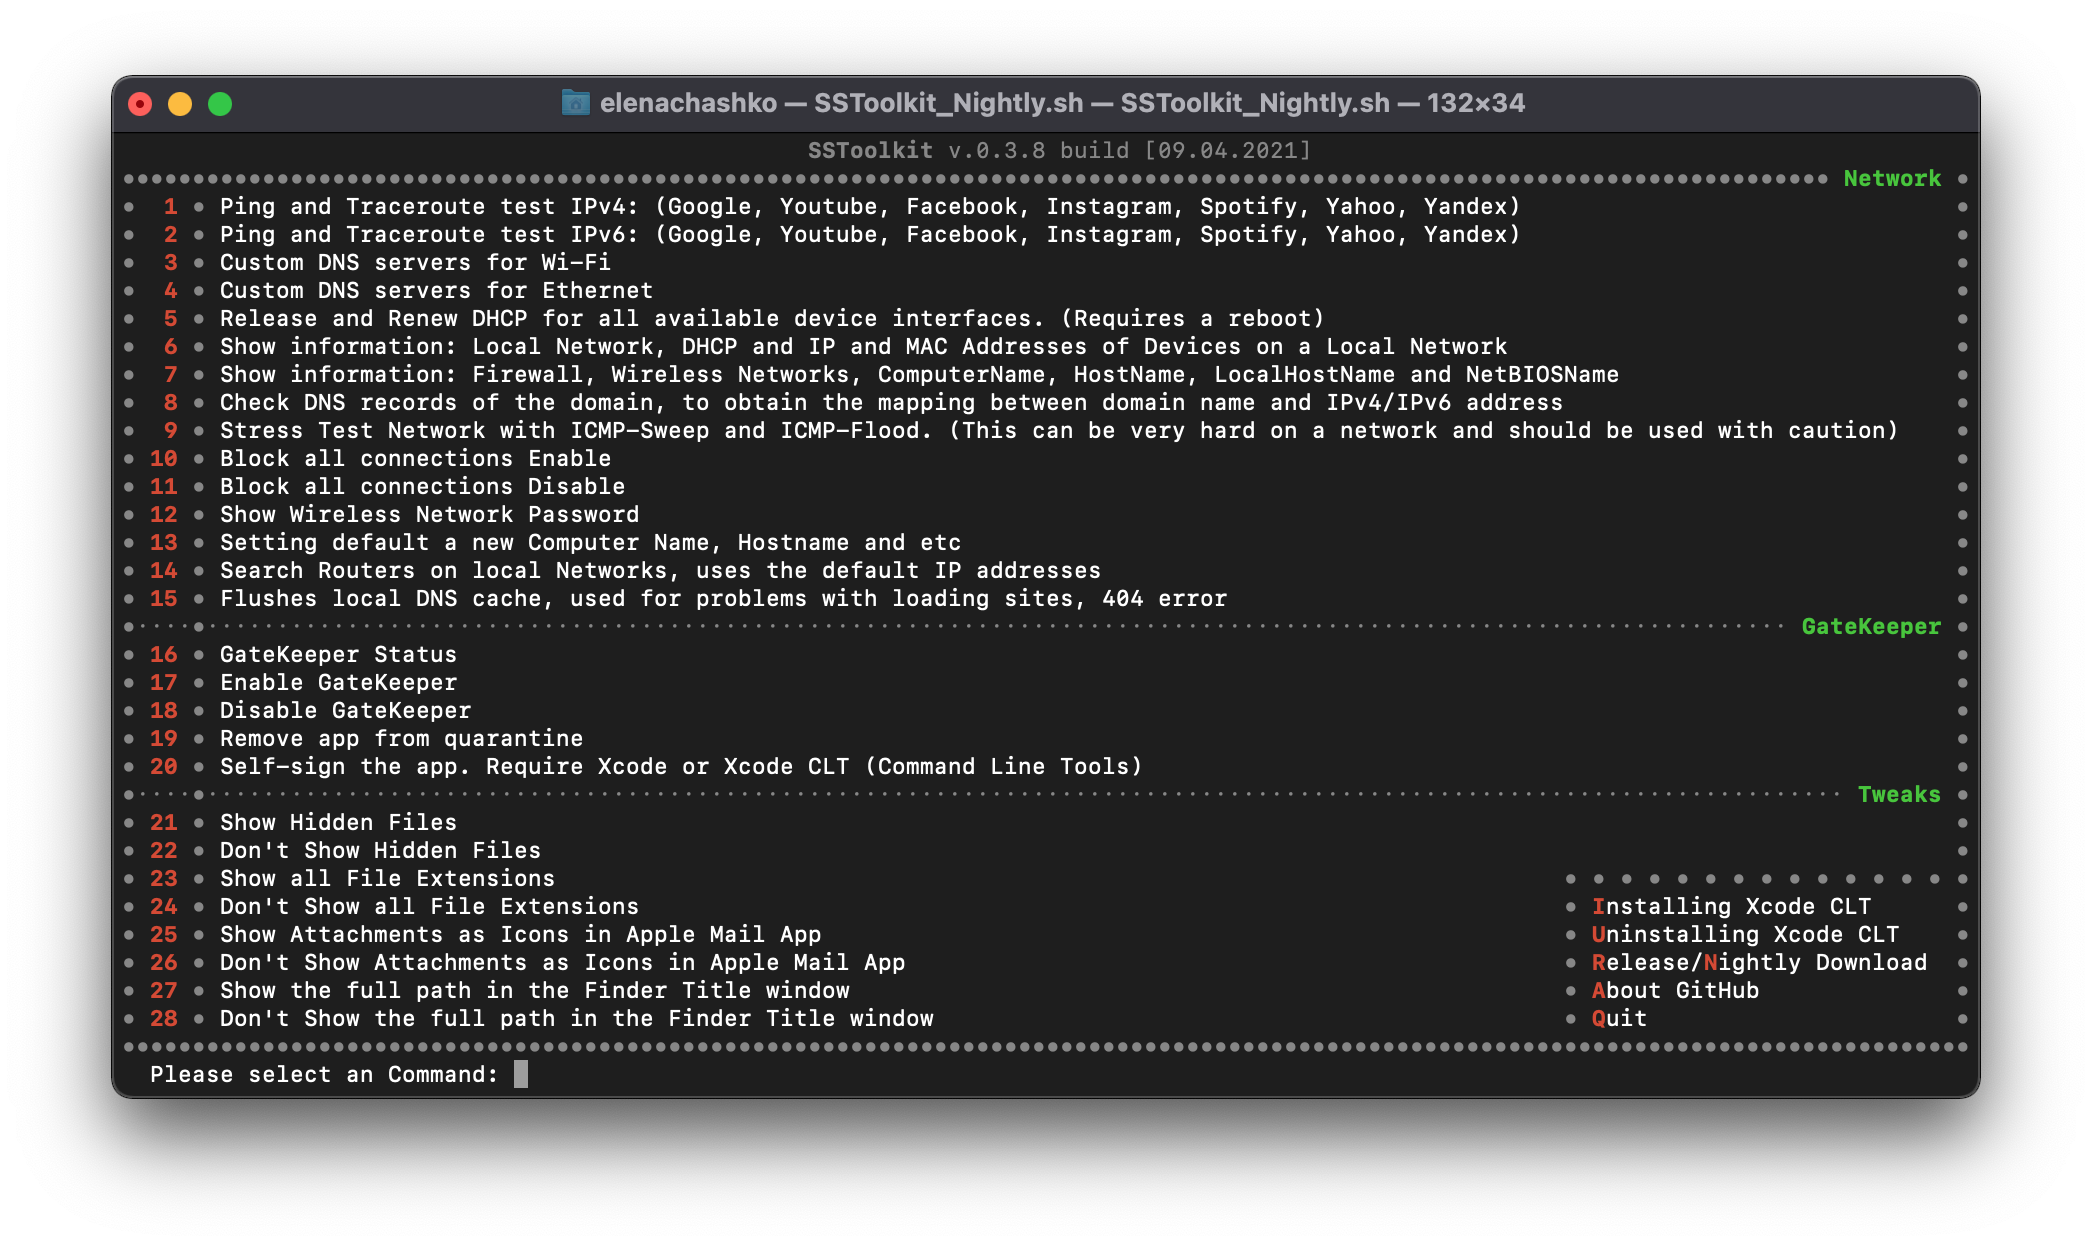 elenachashko — SSToolkit_Nightly.sh — SSToolkit_Nightly.sh — 132×34
SSToolkit v.0.3.8 build [09.04.2021]
Network
1 Ping and Traceroute test IPv4: (Google, Youtube, Facebook, Instagram, Spotify, Yahoo, Yandex)
2 Ping and Traceroute test IPv6: (Google, Youtube, Facebook, Instagram, Spotify, Yahoo, Yandex)
3 Custom DNS servers for Wi-Fi
4 Custom DNS servers for Ethernet
5 Release and Renew DHCP for all available device interfaces. (Requires a reboot)
6 Show information: Local Network, DHCP and IP and MAC Addresses of Devices on a Local Network
7 Show information: Firewall, Wireless Networks, ComputerName, HostName, LocalHostName and NetBIOSName
8 Check DNS records of the domain, to obtain the mapping between domain name and IPv4/IPv6 address
9 Stress Test Network with ICMP-Sweep and ICMP-Flood. (This can be very hard on a network and should be used with caution)
10 Block all connections Enable
11 Block all connections Disable
12 Show Wireless Network Password
13 Setting default a new Computer Name, Hostname and etc
14 Search Routers on local Networks, uses the default IP addresses
15 Flushes local DNS cache, used for problems with loading sites, 404 error
GateKeeper
16 GateKeeper Status
17 Enable GateKeeper
18 Disable GateKeeper
19 Remove app from quarantine
20 Self-sign the app. Require Xcode or Xcode CLT (Command Line Tools)
Tweaks
21 Show Hidden Files
22 Don't Show Hidden Files
23 Show all File Extensions
24 Don't Show all File Extensions
25 Show Attachments as Icons in Apple Mail App
26 Don't Show Attachments as Icons in Apple Mail App
27 Show the full path in the Finder Title window
28 Don't Show the full path in the Finder Title window
Installing Xcode CLT
Uninstalling Xcode CLT
Release/Nightly Download
About GitHub
Quit
Please select an Command: